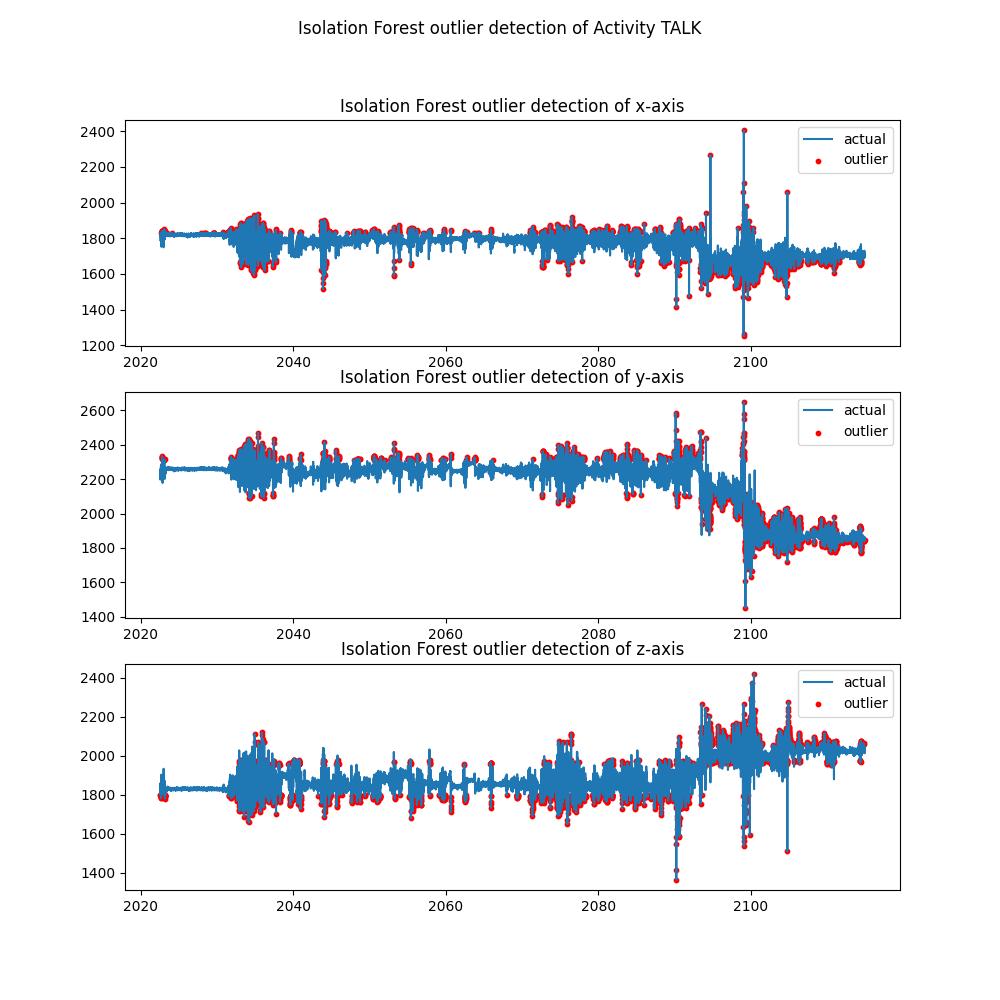 Isolation Forest outlier detection of Activity TALK
Isolation Forest outlier detection of x-axis
2400
2200
2000
1800
1600
1400
1200
actual
outlier
2020 2040 2060 2080 2100
Isolation Forest outlier detection of y-axis
2600
2400
2200
2000
1800
1600
1400
actual
outlier
2020 2040 2060 2080 2100
Isolation Forest outlier detection of z-axis
2400
2200
2000
1800
1600
1400
actual
outlier
2020 2040 2060 2080 2100